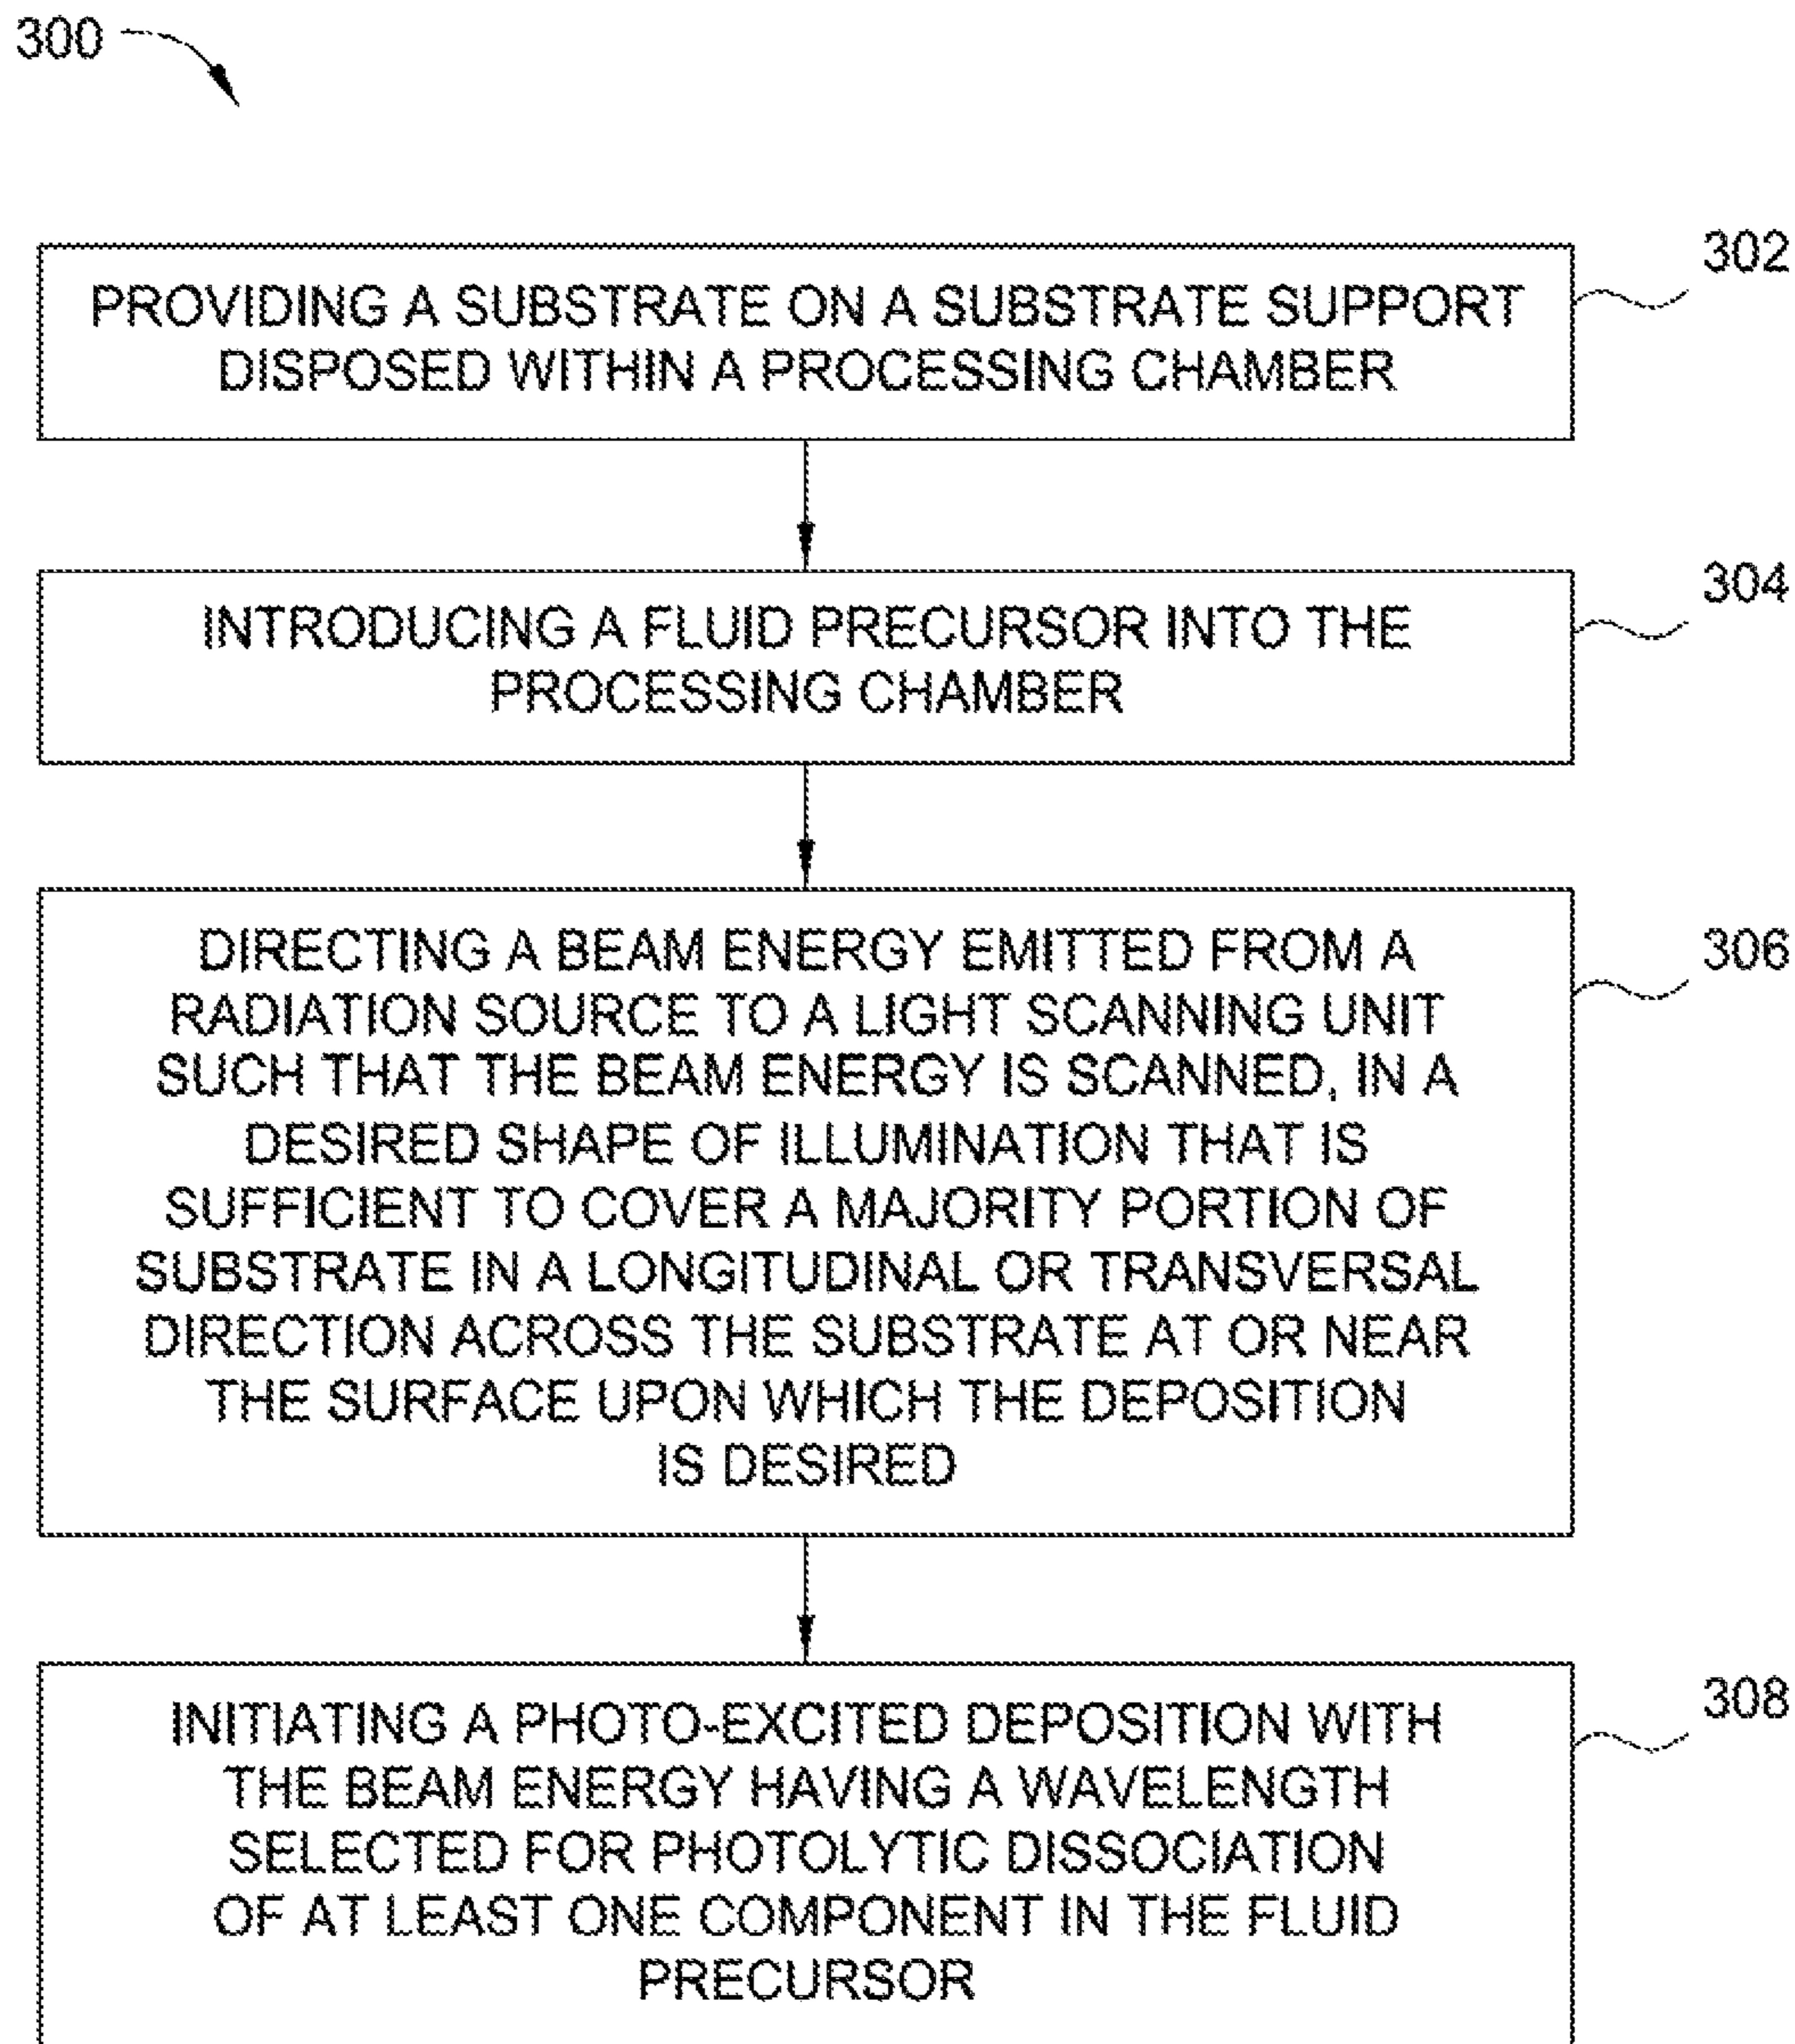 300
302
PROVIDING A SUBSTRATE ON A SUBSTRATE SUPPORT
DISPOSED WITHIN A PROCESSING CHAMBER
304
INTRODUCING A FLUID PRECURSOR INTO THE
PROCESSING CHAMBER
306
DIRECTING A BEAM ENERGY EMITTED FROM A
RADIATION SOURCE TO A LIGHT SCANNING UNIT
SUCH THAT THE BEAM ENERGY IS SCANNED, IN A
DESIRED SHAPE OF ILLUMINATION THAT IS
SUFFICIENT TO COVER A MAJORITY PORTION OF
SUBSTRATE IN A LONGITUDINAL OR TRANSVERSAL
DIRECTION ACROSS THE SUBSTRATE AT OR NEAR
THE SURFACE UPON WHICH THE DEPOSITION
IS DESIRED
308
INITIATING A PHOTO-EXCITED DEPOSITION WITH
THE BEAM ENERGY HAVING A WAVELENGTH
SELECTED FOR PHOTOLYTIC DISSOCIATION
OF AT LEAST ONE COMPONENT IN THE FLUID
PRECURSOR